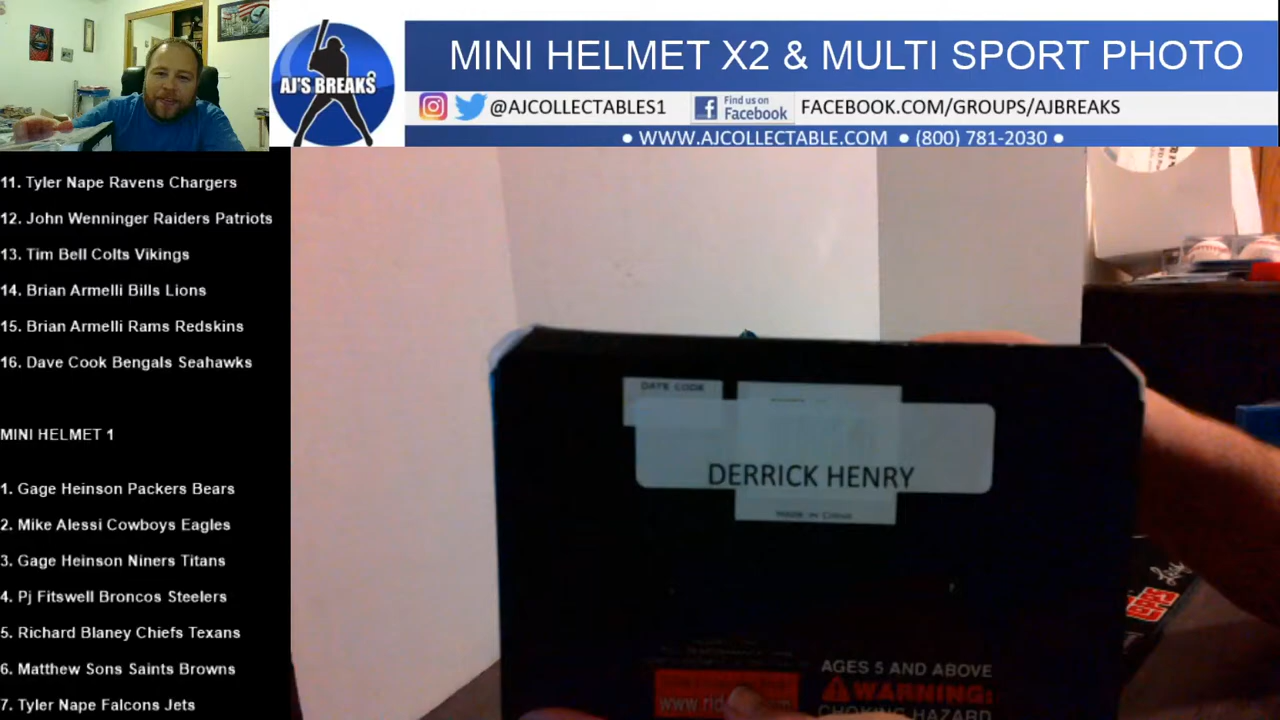 MINI HELMET X2 & MULTI SPORT PHOTO
AJ'S BREAKS
@AJCOLLECTABLES1
Find us on
Facebook
FACEBOOK.COM/GROUPS/AJBREAKS
• WWW.AJCOLLECTABLE.COM • (800) 781-2030 •
11. Tyler Nape Ravens Chargers
12. John Wenninger Raiders Patriots
13. Tim Bell Colts Vikings
14. Brian Armelli Bills Lions
15. Brian Armelli Rams Redskins
16. Dave Cook Bengals Seahawks
MINI HELMET 1
1. Gage Heinson Packers Bears
2. Mike Alessi Cowboys Eagles
3. Gage Heinson Niners Titans
4. Pj Fitswell Broncos Steelers
5. Richard Blaney Chiefs Texans
6. Matthew Sons Saints Browns
7. Tyler Nape Falcons Jets
DATE CODE
DERRICK HENRY
MADE IN CHINA
AGES 5 AND ABOVE
WARNING:
CHOKING HAZARD